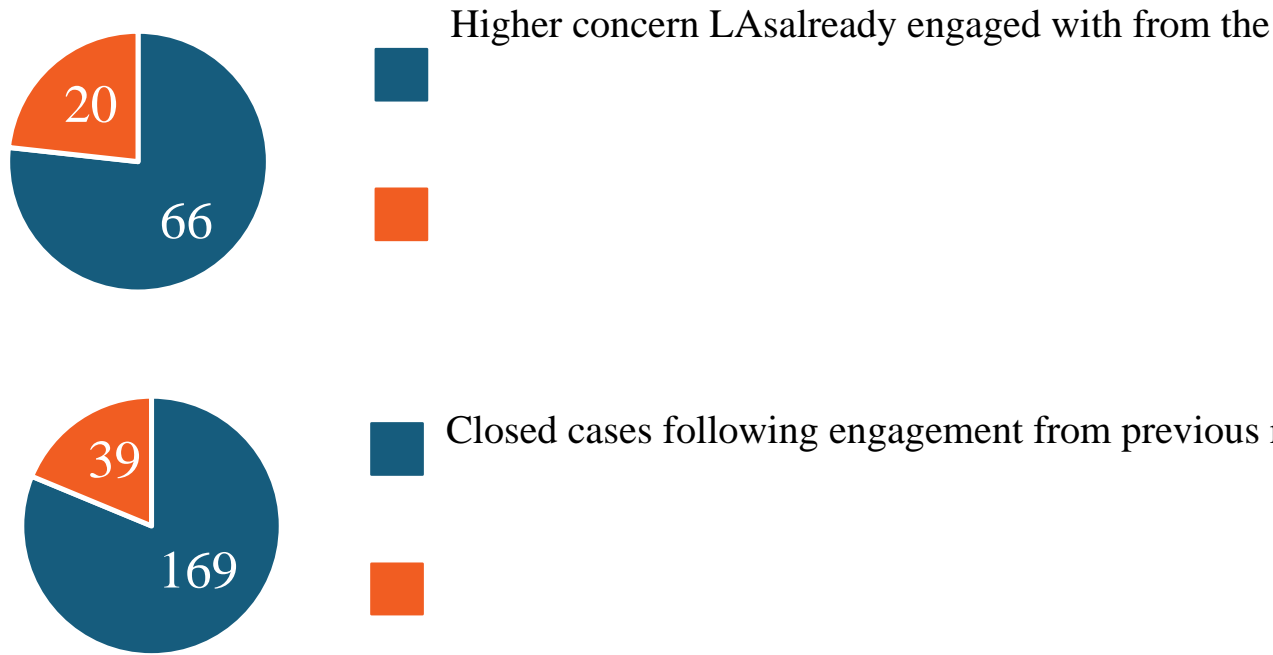 Higher concern LAsalready engaged with from the
20
66
Closed cases following engagement from previous
39
169